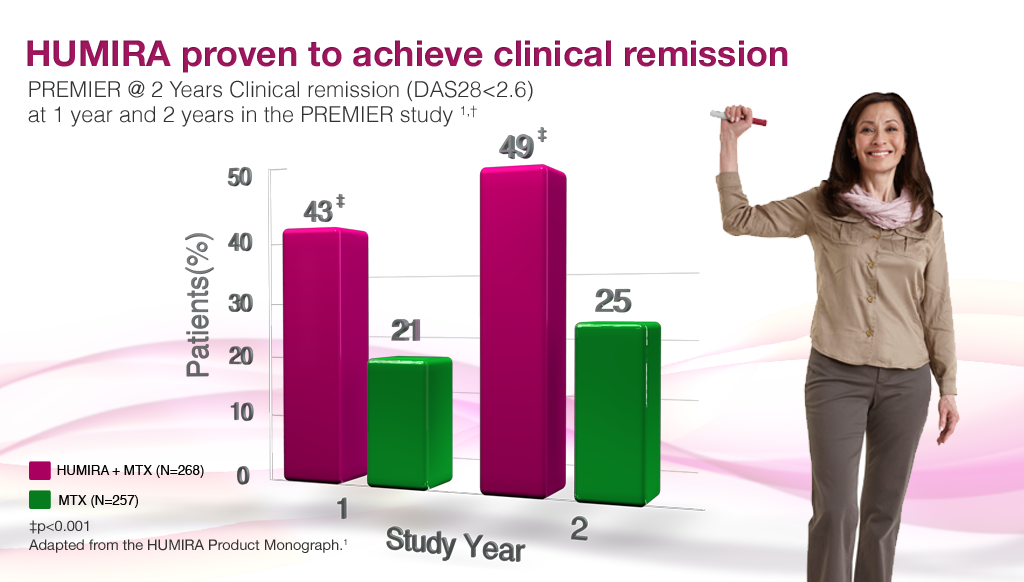 HUMIRA proven to achieve clinical remission
PREMIER @ 2 Years Clinical remission (DAS28<2.6)
at 1 year and 2 years in the PREMIER study ¹,†
Patients(%)
50
40
30
20
10
0
43‡
21
49‡
25
1
2
Study Year
HUMIRA + MTX (N=268)
MTX (N=257)
‡p<0.001
Adapted from the HUMIRA Product Monograph.¹